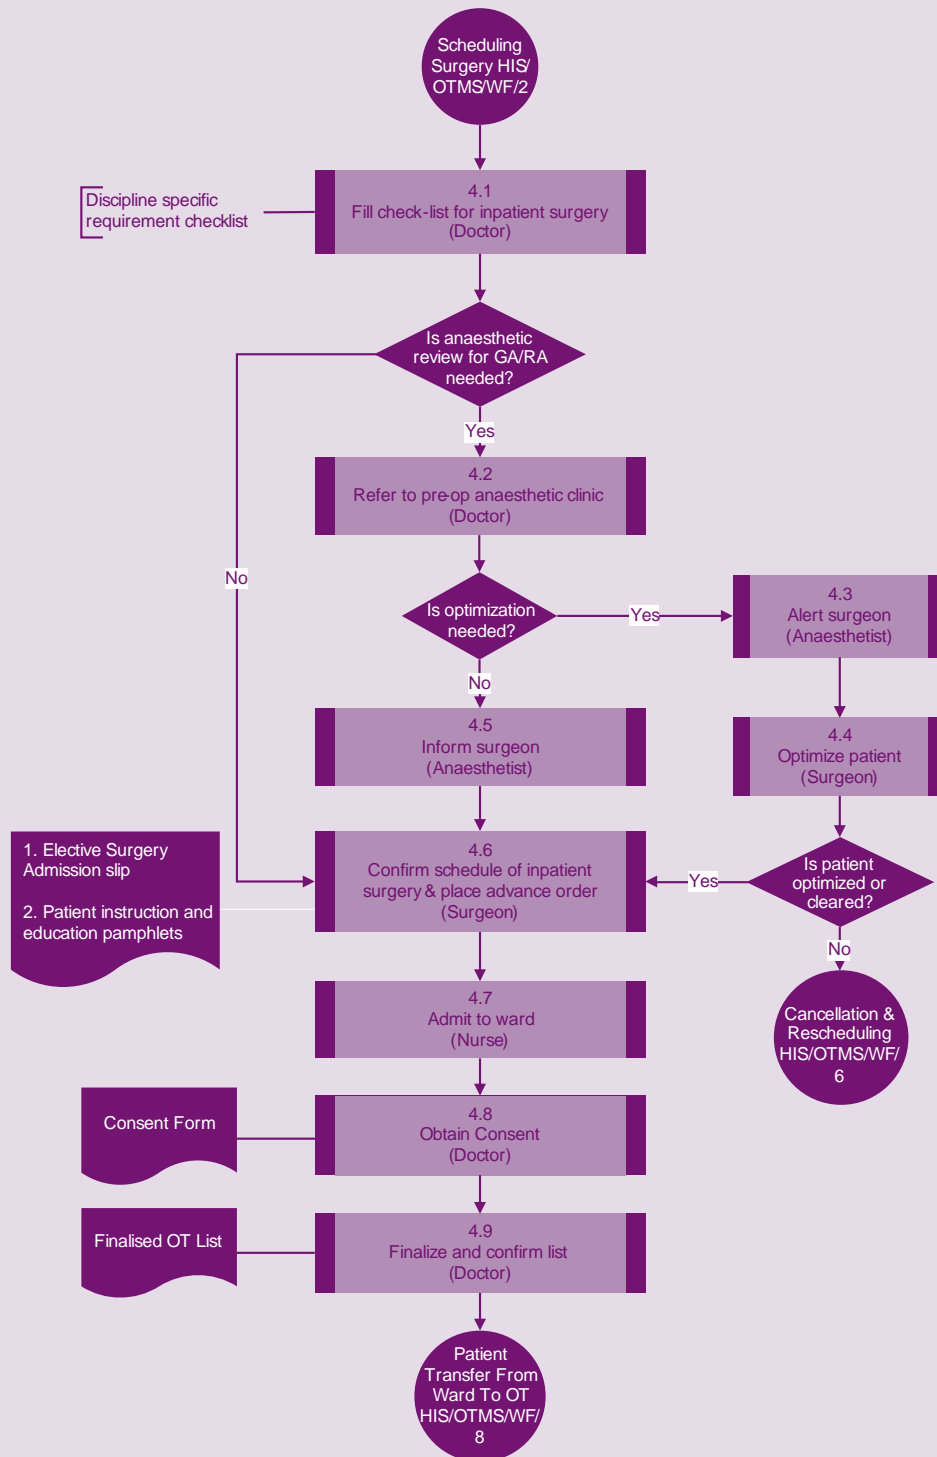 Scheduling
Surgery HIS/
OTMS/WF/2
4.1
Fill check-list for inpatient surgery
(Doctor)
Discipline specific
requirement checklist
Is anaesthetic
review for GA/RA
needed?
Yes
4.2
Refer to pre-op anaesthetic clinic
(Doctor)
No
Is optimization
needed?
Yes
4.3
Alert surgeon
(Anaesthetist)
No
4.5
Inform surgeon
(Anaesthetist)
4.4
Optimize patient
(Surgeon)
1. Elective Surgery
Admission slip
2. Patient instruction and
education pamphlets
4.6
Confirm schedule of inpatient
surgery & place advance order
(Surgeon)
Yes
Is patient
optimized or
cleared?
No
4.7
Admit to ward
(Nurse)
Cancellation &
Rescheduling
HIS/OTMS/WF/
6
Consent Form
4.8
Obtain Consent
(Doctor)
Finalised OT List
4.9
Finalize and confirm list
(Doctor)
Patient
Transfer From
Ward To OT
HIS/OTMS/WF/
8